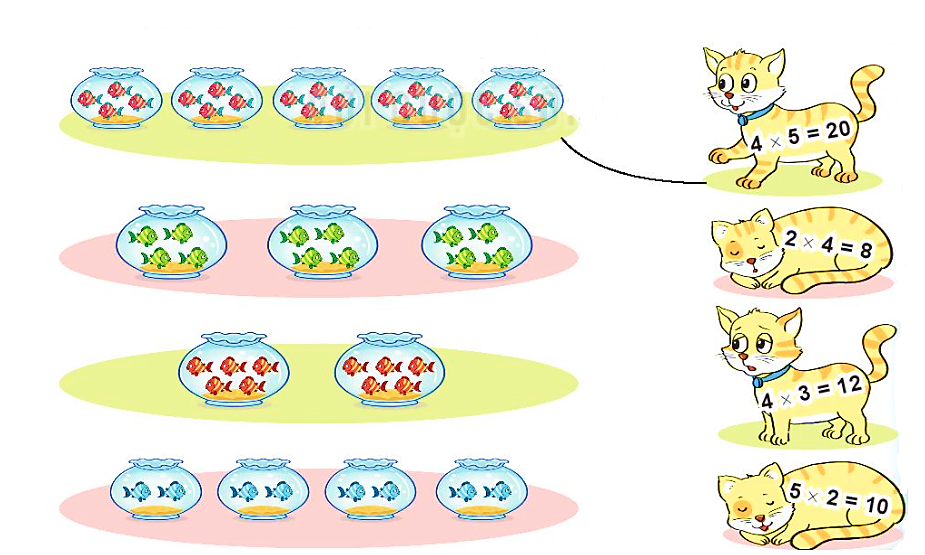 4 × 5 = 20
2 × 4 = 8
4 × 3 = 12
5 × 2 = 10